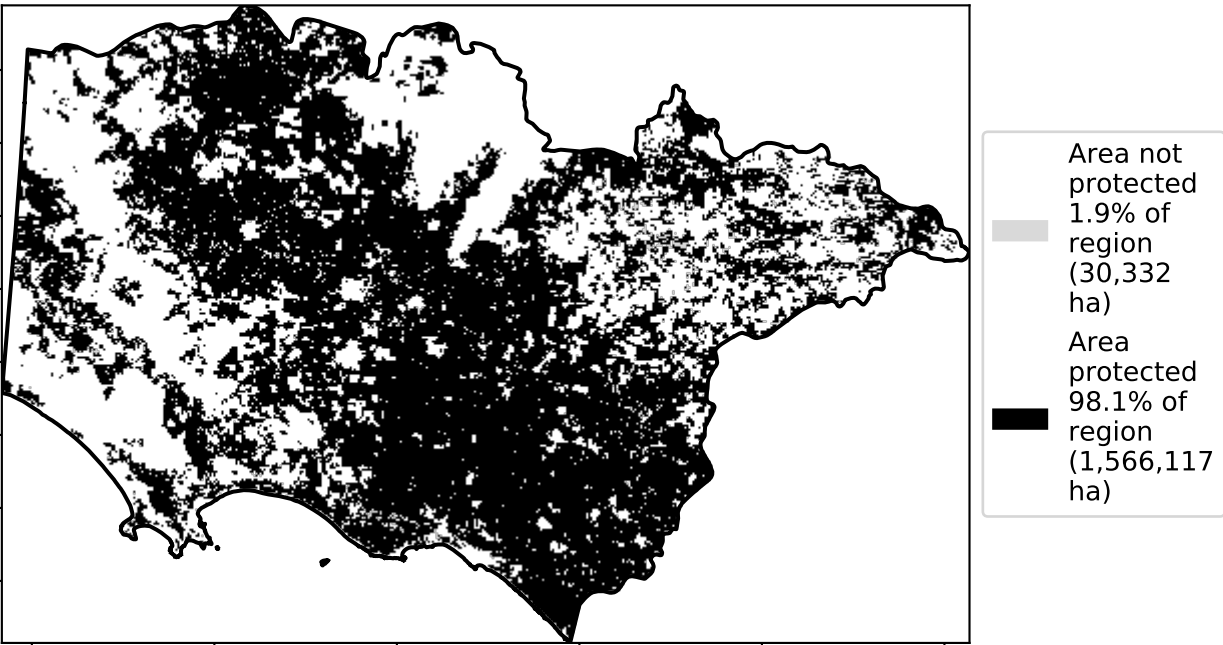 Area not
protected
1.9% of
region
(30,332
ha)
Area
protected
98.1% of
region
(1,566,117
ha)